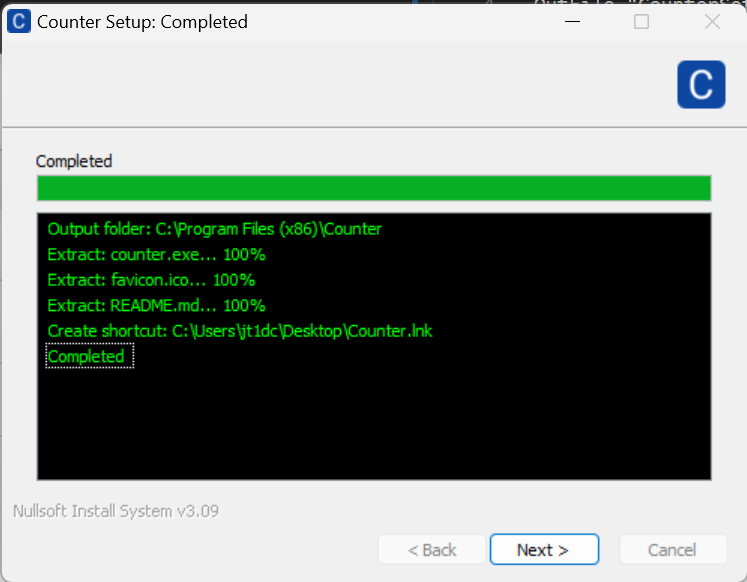 C Counter Setup: Completed
C
Completed
Output folder: C:\Program Files (x86)\Counter
Extract: counter.exe... 100%
Extract: favicon.ico... 100%
Extract: README.md... 100%
Create shortcut: C:\Users\jt1dc\Desktop\Counter.lnk
Completed
Nullsoft Install System v3.09
< Back Next > Cancel